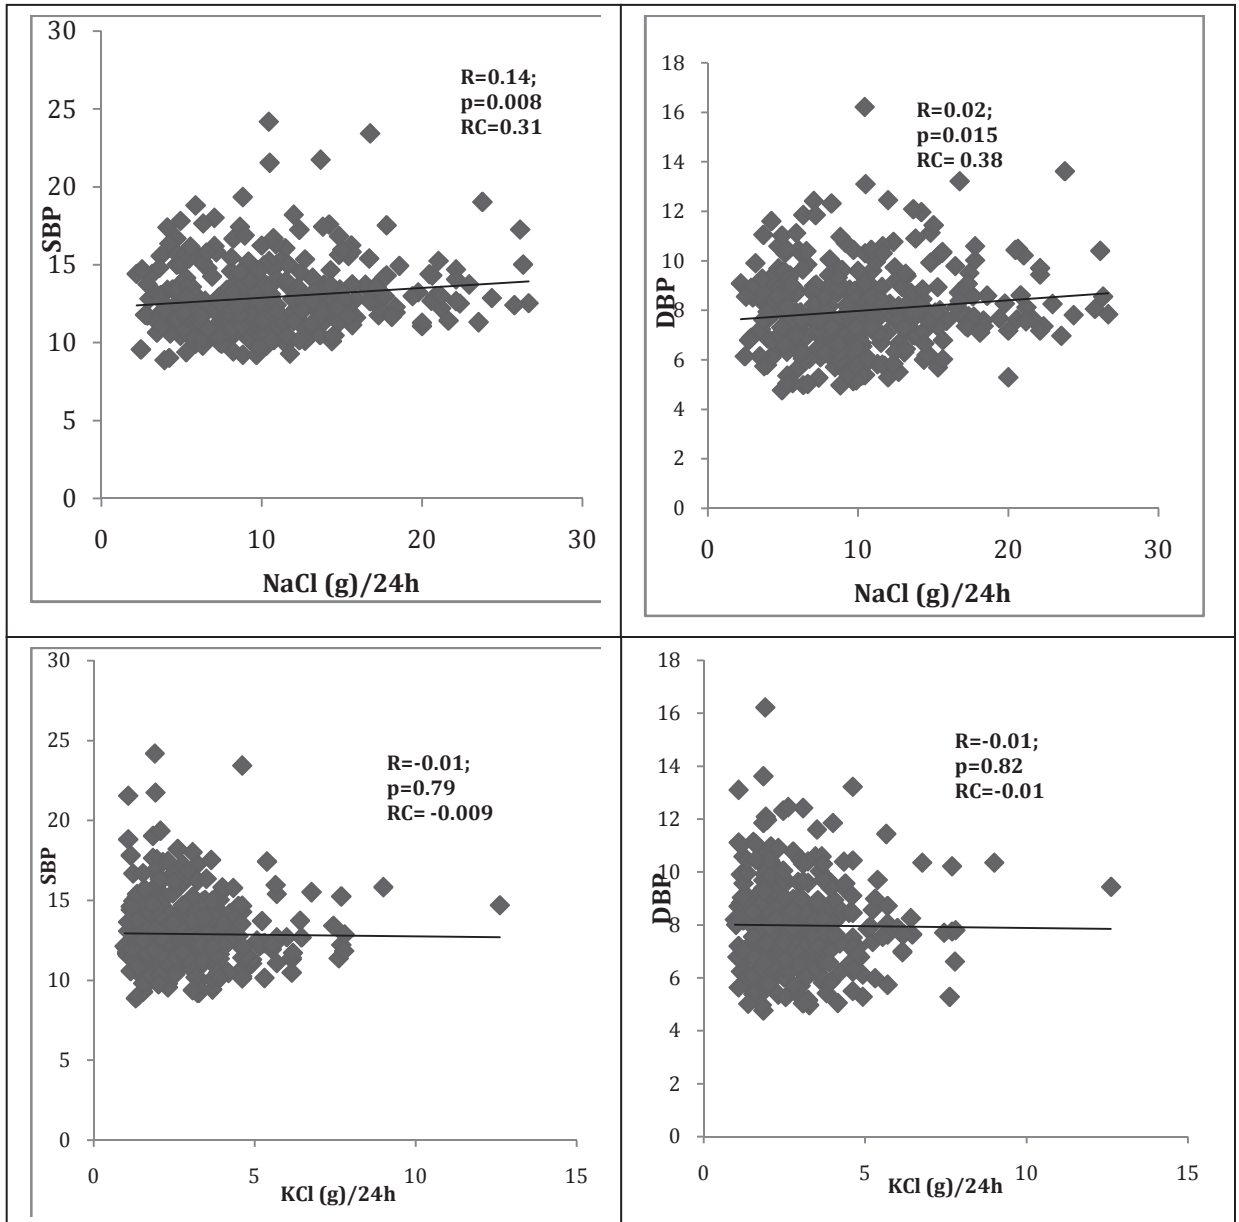 30
25
20
15
10
5
0
SBP
R=0.14;
p=0.008
RC=0.31
0 10 20 30
NaCl (g)/24h
18
16
14
12
10
8
6
4
2
0
DBP
R=0.02;
p=0.015
RC= 0.38
0 10 20 30
NaCl (g)/24h
30
25
20
15
10
5
0
SBP
R=-0.01;
p=0.79
RC= -0.009
0 5 10 15
KCl (g)/24h
18
16
14
12
10
8
6
4
2
0
DBP
R=-0.01;
p=0.82
RC=-0.01
0 5 10 15
KCl (g)/24h